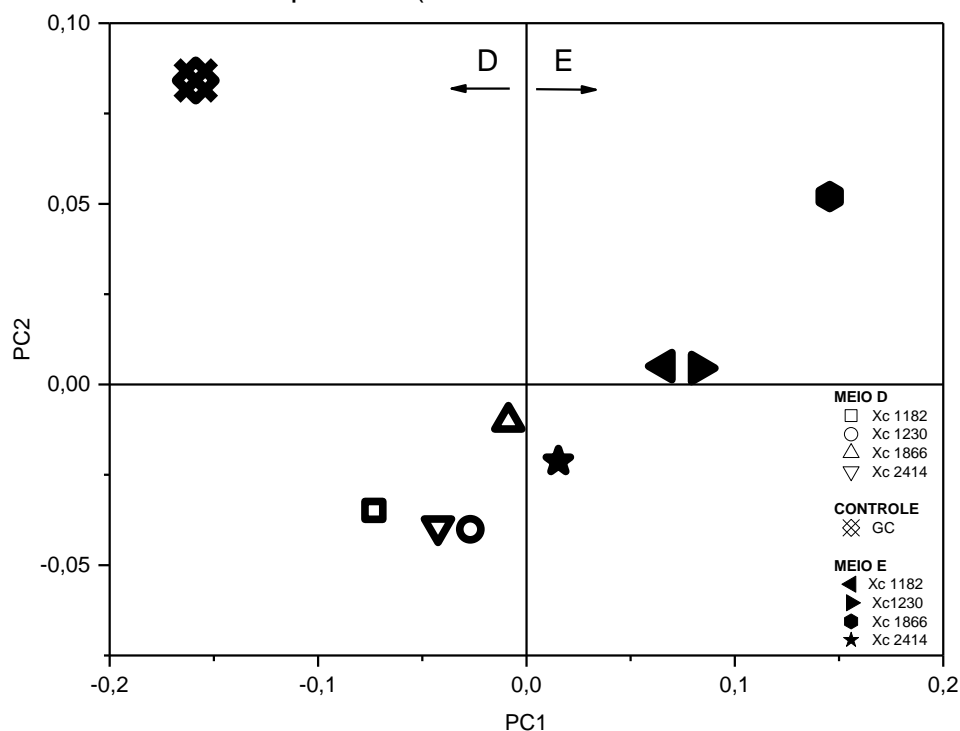 0,10
D E
0,05
0,00
-0,05
PC2
MEIO D
Xc 1182
Xc 1230
Xc 1866
Xc 2414
CONTROLE
GC
MEIO E
Xc 1182
Xc1230
Xc 1866
Xc 2414
-0,2 -0,1 0,0 0,1 0,2
PC1